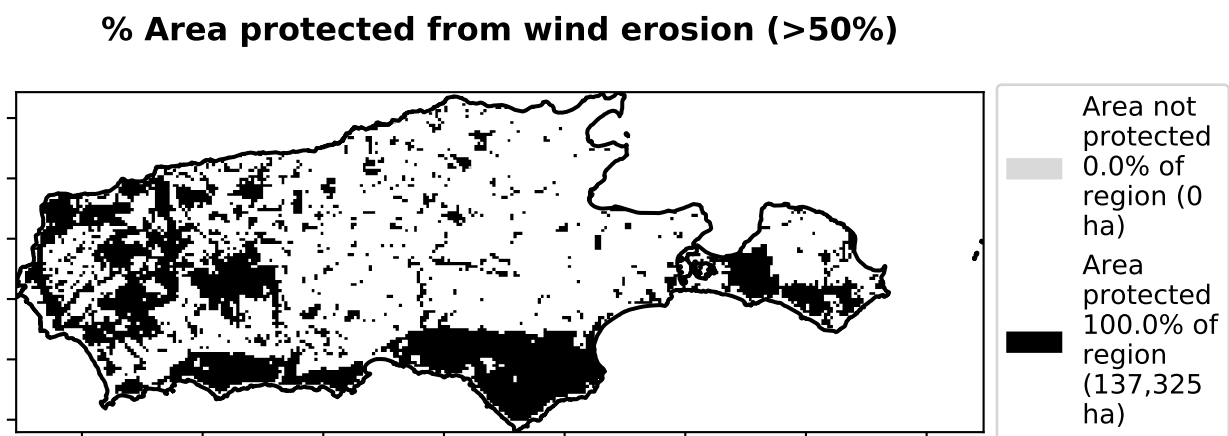 % Area protected from wind erosion (>50%)
Area not
protected
0.0% of
region (0
ha)
Area
protected
100.0% of
region
(137,325
ha)